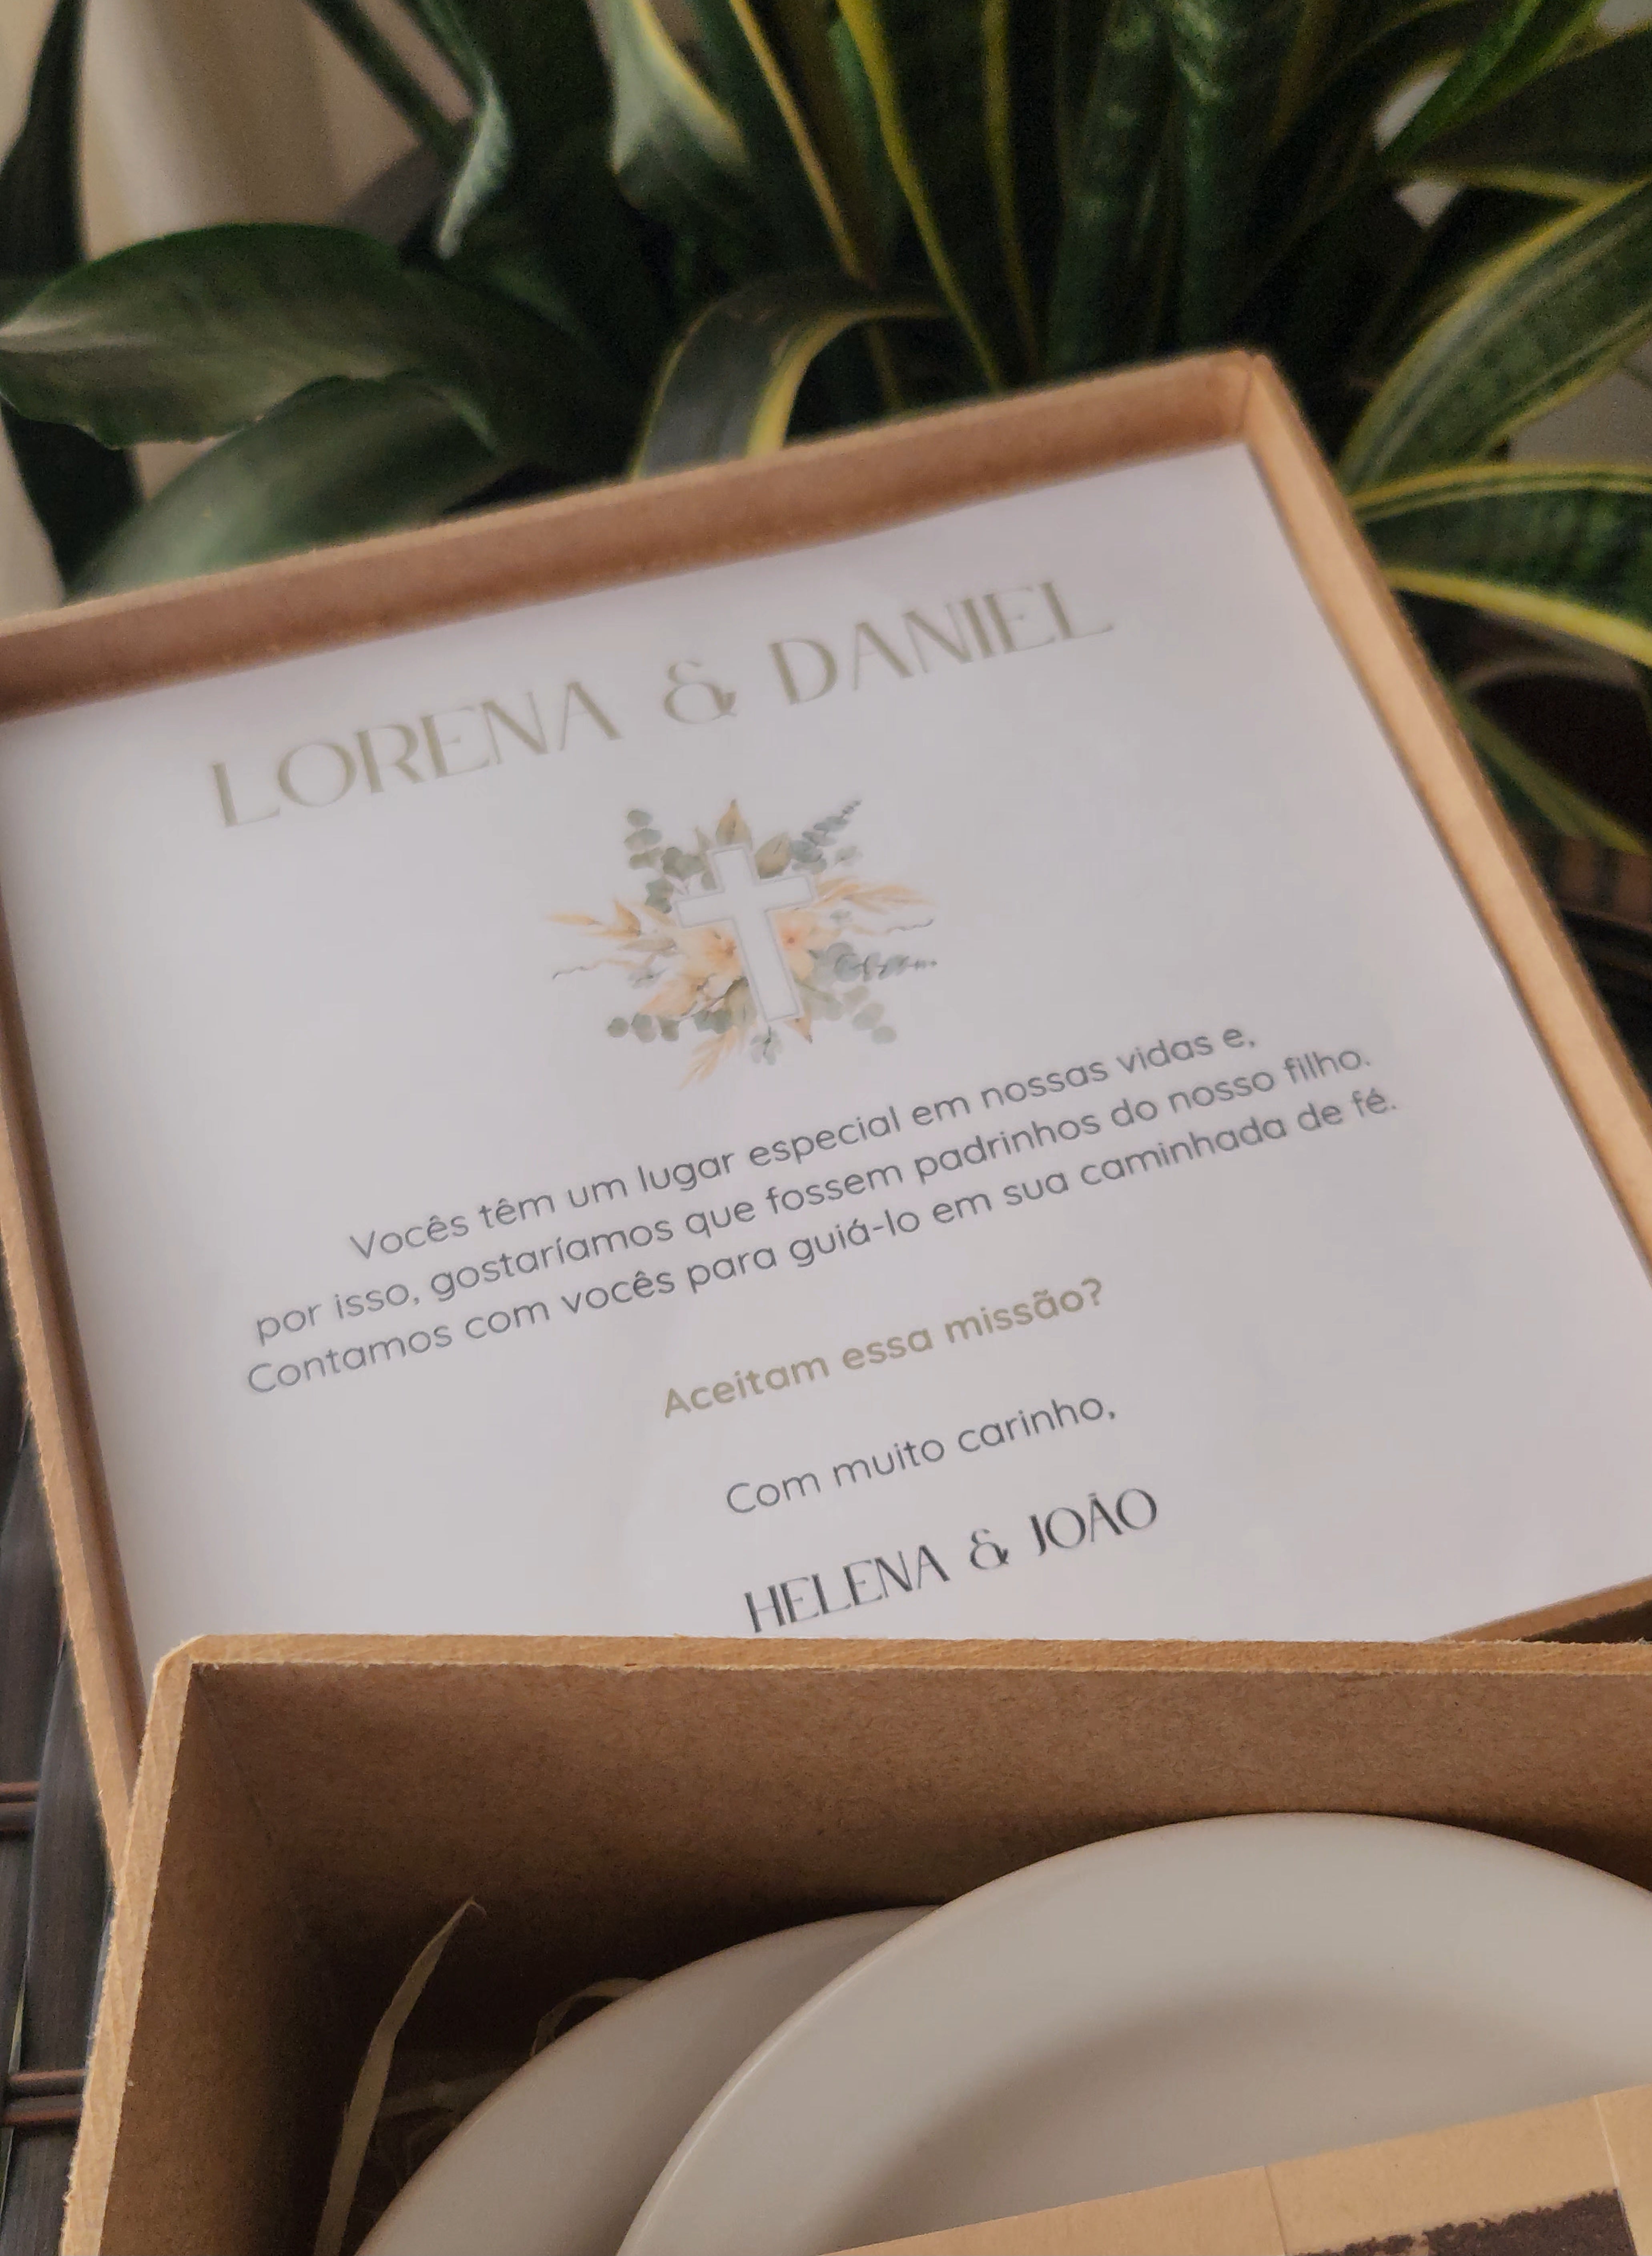 LORENA & DANIEL
Vocês têm um lugar especial em nossas vidas e,
por isso, gostaríamos que fossem padrinhos do nosso filho.
Contamos com vocês para guiá-lo em sua caminhada de fé.
Aceitam essa missão?
Com muito carinho,
HELENA & JOÃO